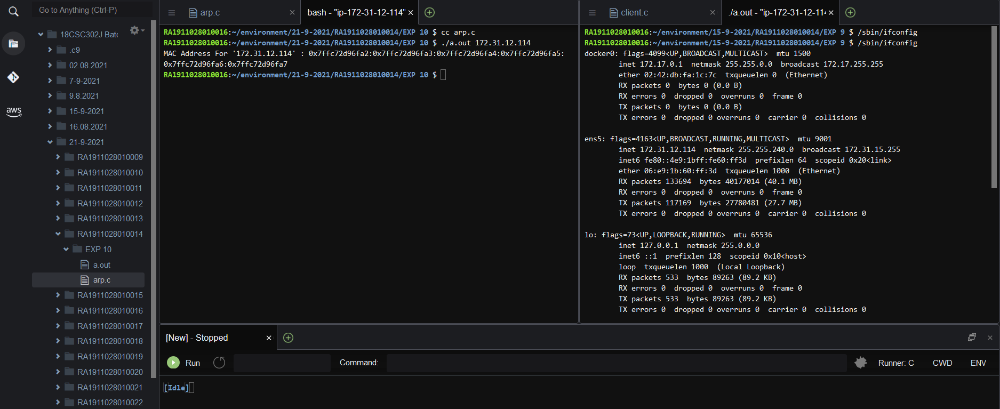 Go to Anything (Ctrl-P)
aws
18CSC302J Batc
.c9
02.08.2021
7-9-2021
9.8.2021
15-9-2021
16.08.2021
21-9-2021
RA1911028010009
RA1911028010010
RA1911028010011
RA1911028010012
RA1911028010013
RA1911028010014
EXP 10
a.out
arp.c
RA1911028010015
RA1911028010016
RA1911028010017
RA1911028010018
RA1911028010019
RA1911028010020
RA1911028010021
RA1911028010022
arp.c
bash - "ip-172-31-12-114"
RA1911028010016:~/environment/21-9-2021/RA1911028010014/EXP 10 $ cc arp.c
RA1911028010016:~/environment/21-9-2021/RA1911028010014/EXP 10 $ ./a.out 172.31.12.114
MAC Address For '172.31.12.114' : 0x7ffc72d96fa2:0x7ffc72d96fa3:0x7ffc72d96fa4:0x7ffc72d96fa5:
0x7ffc72d96fa6:0x7ffc72d96fa7
RA1911028010016:~/environment/21-9-2021/RA1911028010014/EXP 10 $
client.c
./a.out - "ip-172-31-12-114
RA1911028010016:~/environment/15-9-2021/RA1911028010014/EXP 9 $ /sbin/ifconfig
RA1911028010016:~/environment/15-9-2021/RA1911028010014/EXP 9 $ /sbin/ifconfig
docker0: flags=4099<UP,BROADCAST,MULTICAST>  mtu 1500
inet 172.17.0.1  netmask 255.255.0.0  broadcast 172.17.255.255
ether 02:42:db:fa:1c:7c  txqueuelen 0  (Ethernet)
RX packets 0  bytes 0 (0.0 B)
RX errors 0  dropped 0  overruns 0  frame 0
TX packets 0  bytes 0 (0.0 B)
TX errors 0  dropped 0 overruns 0  carrier 0  collisions 0
ens5: flags=4163<UP,BROADCAST,RUNNING,MULTICAST>  mtu 9001
inet 172.31.12.114  netmask 255.255.240.0  broadcast 172.31.15.255
inet6 fe80::4e9:1bff:fe60:ff3d  prefixlen 64  scopeid 0x20<link>
ether 06:e9:1b:60:ff:3d  txqueuelen 1000  (Ethernet)
RX packets 133694  bytes 40177014 (40.1 MB)
RX errors 0  dropped 0  overruns 0  frame 0
TX packets 117169  bytes 27780481 (27.7 MB)
TX errors 0  dropped 0 overruns 0  carrier 0  collisions 0
lo: flags=73<UP,LOOPBACK,RUNNING>  mtu 65536
inet 127.0.0.1  netmask 255.0.0.0
inet6 ::1  prefixlen 128  scopeid 0x10<host>
loop  txqueuelen 1000  (Local Loopback)
RX packets 533  bytes 89263 (89.2 KB)
RX errors 0  dropped 0  overruns 0  frame 0
TX packets 533  bytes 89263 (89.2 KB)
TX errors 0  dropped 0 overruns 0  carrier 0  collisions 0
[New] - Stopped
Run
Command:
Runner: C
CWD
ENV
[Idle]